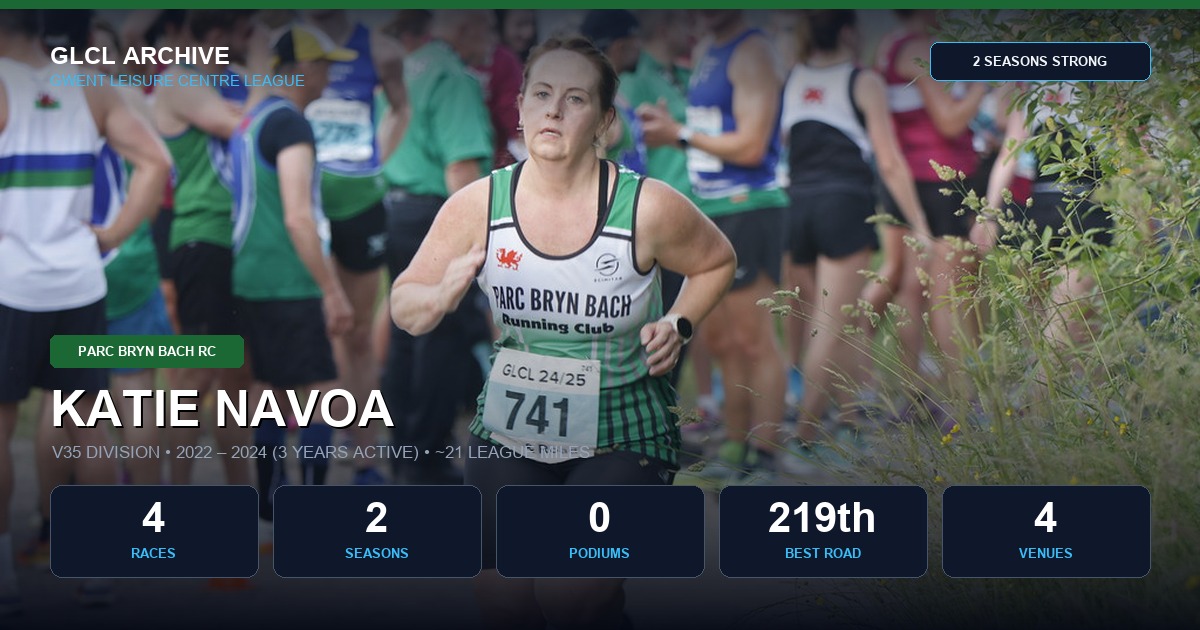 GLCL ARCHIVE
GWENT LEISURE CENTRE LEAGUE
2 SEASONS STRONG
PARC BRYN BACH
Running Club
GLCL 24/25
741
741
PARC BRYN BACH RC
KATIE NAVOA
V35 DIVISION • 2022 – 2024 (3 YEARS ACTIVE) • ~21 LEAGUE MILES
4
RACES
2
SEASONS
0
PODIUMS
219th
BEST ROAD
4
VENUES